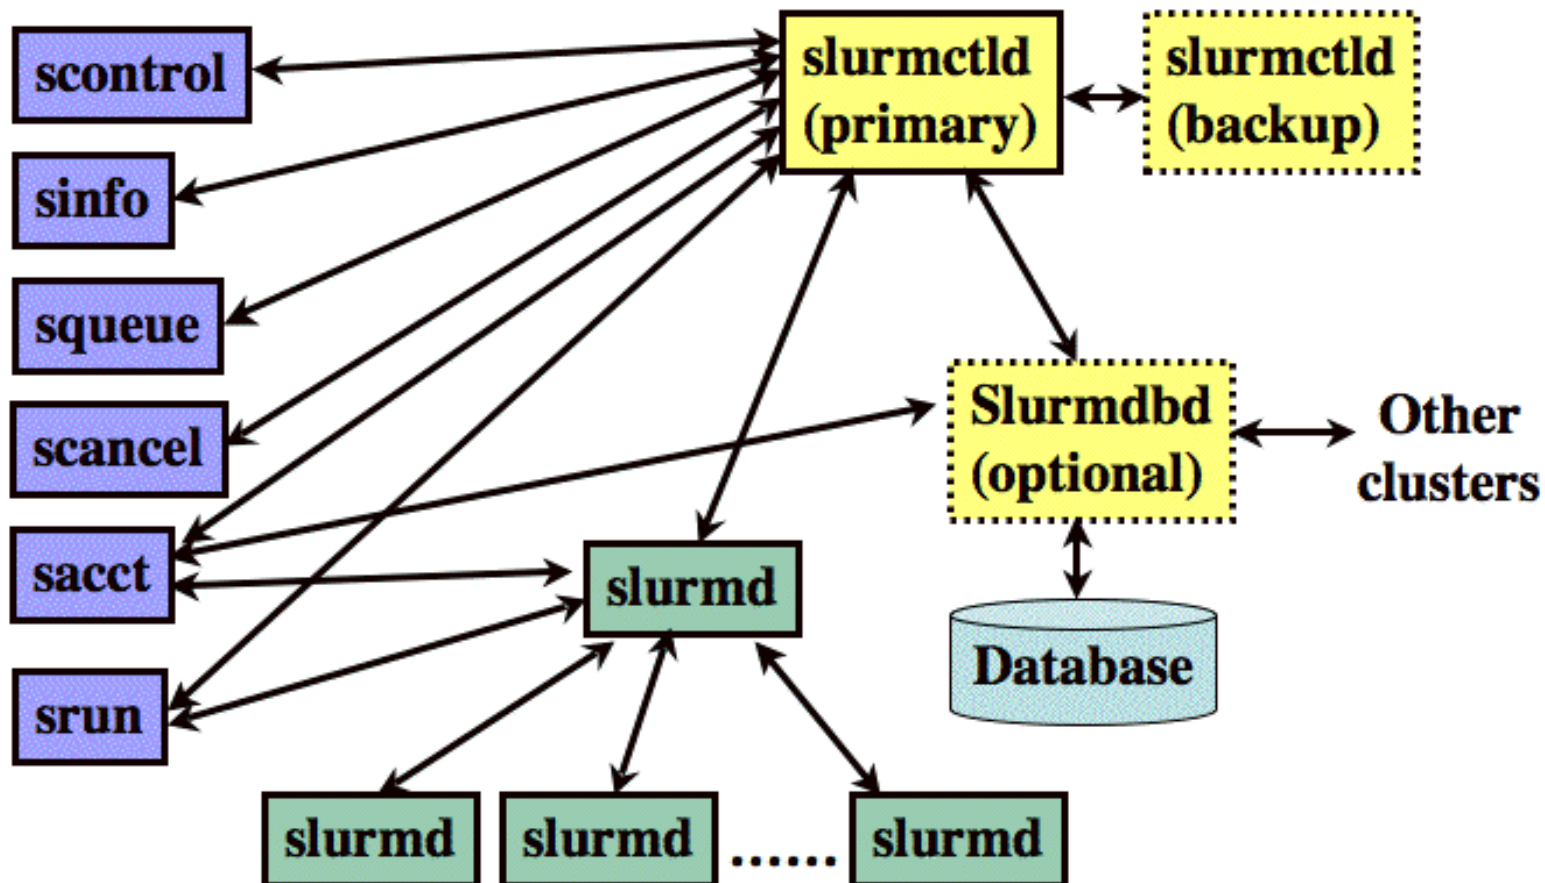 scontrol
sinfo
squeue
scancel
sacct
srun
slurmctld
(primary)
slurmctld
(backup)
Slurmdbd
(optional)
Other
clusters
Database
slurmd
slurmd
slurmd
......
slurmd